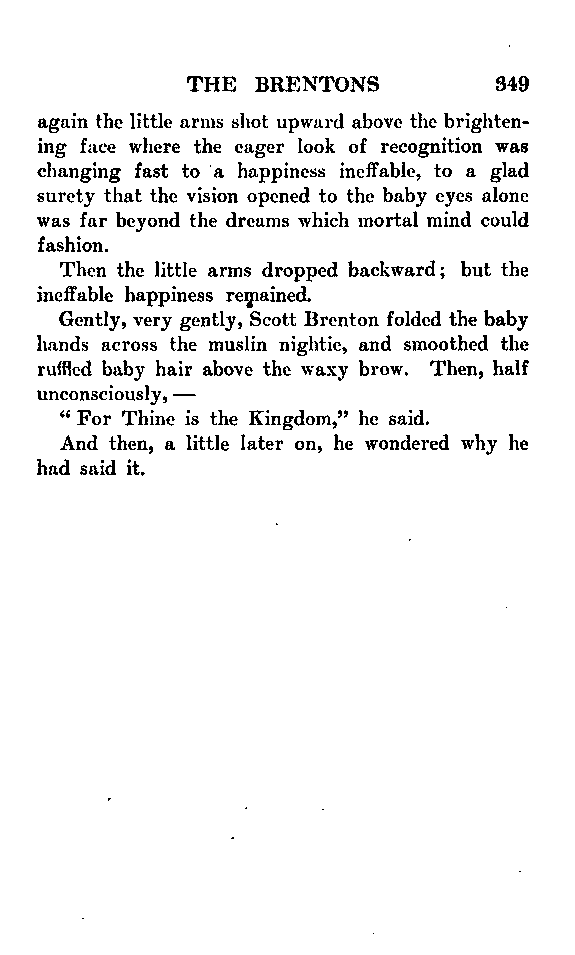 THE BRENTONS 349
again the little arms shot upward above the brighten-
ing face where the eager look of recognition was
changing fast to a happiness ineffable, to a glad
surety that the vision opened to the baby eyes alone
was far beyond the dreams which mortal mind could
fashion.
Then the little arms dropped backward; but the
ineffable happiness remained.
Gently, very gently, Scott Brenton folded the baby
hands across the muslin nightie, and smoothed the
ruffled baby hair above the waxy brow. Then, half
unconsciously, —
“ For Thine is the Kingdom,” he said.
And then, a little later on, he wondered why he
had said it.